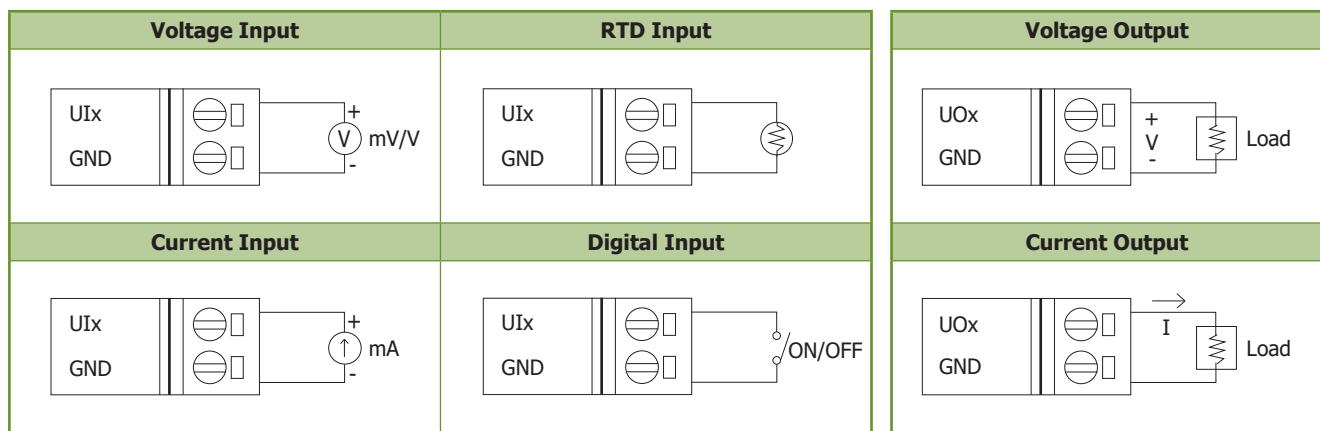 Voltage Input
UIx
GND
+
V
-
mV/V
RTD Input
UIx
GND
Voltage Output
UOx
GND
+
V
-
Load
Current Input
UIx
GND
+
-
mA
Digital Input
UIx
GND
ON/OFF
Current Output
UOx
GND
I
Load